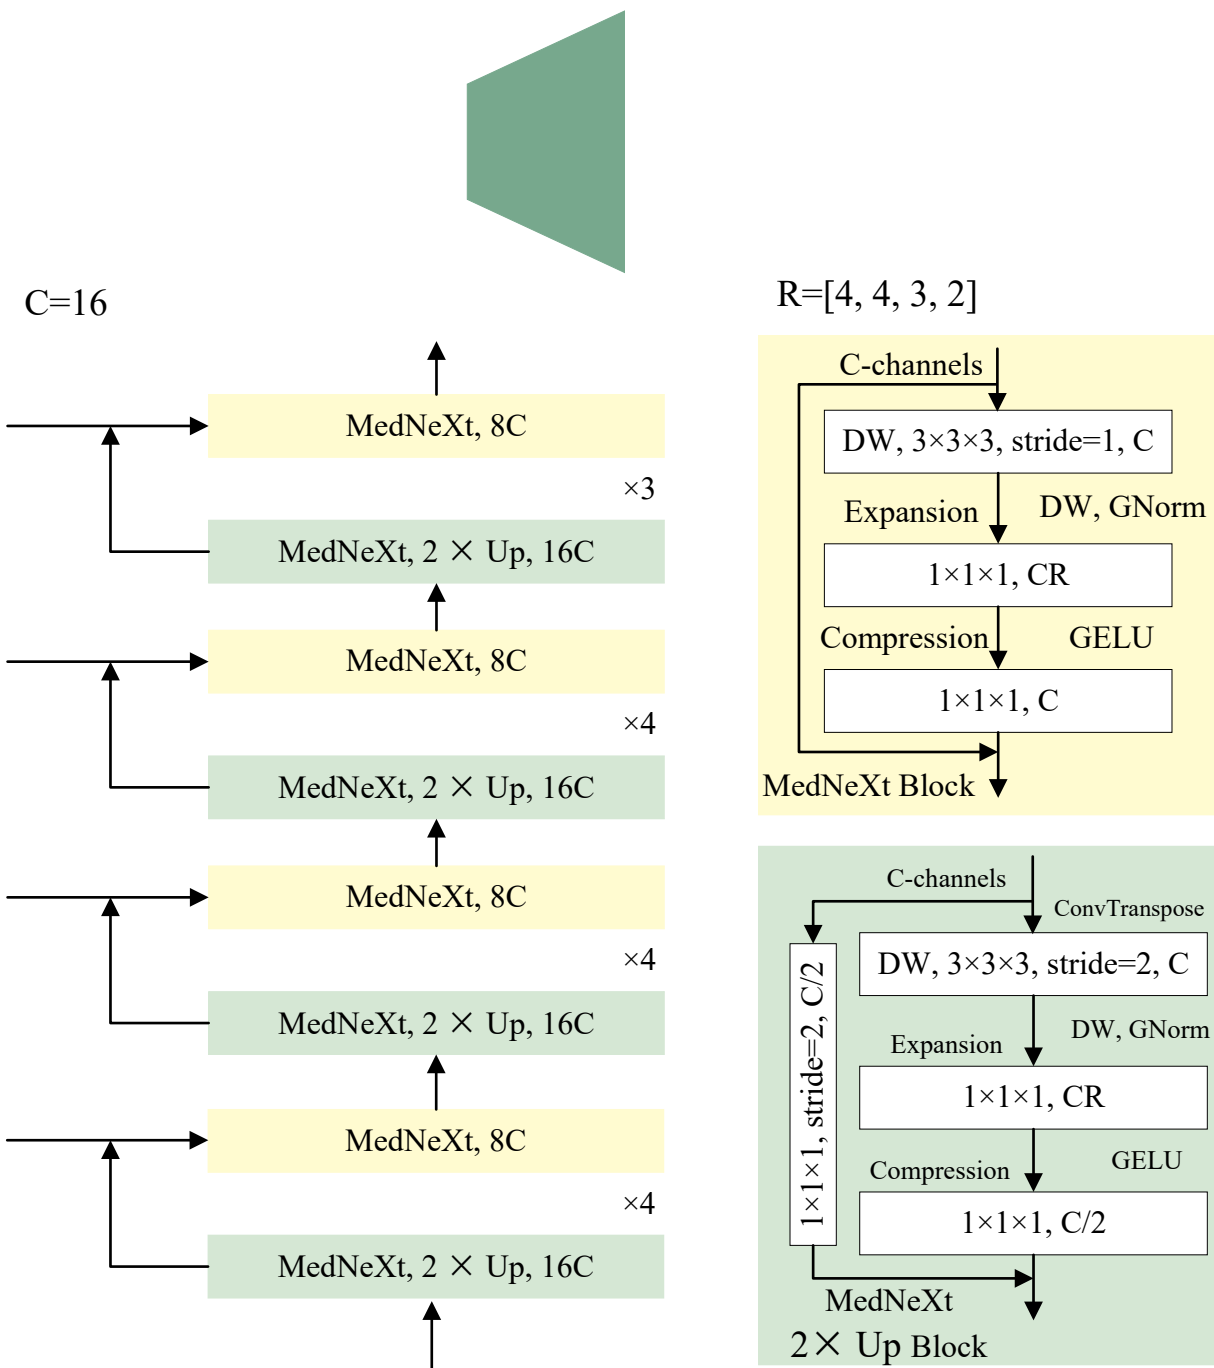 C=16
MedNeXt, 8C
×3
MedNeXt, 2 × Up, 16C
MedNeXt, 8C
×4
MedNeXt, 2 × Up, 16C
MedNeXt, 8C
×4
MedNeXt, 2 × Up, 16C
MedNeXt, 8C
×4
MedNeXt, 2 × Up, 16C
R=[4, 4, 3, 2]
C-channels
DW, 3×3×3, stride=1, C
Expansion
DW, GNorm
1×1×1, CR
Compression
GELU
1×1×1, C
MedNeXt Block
C-channels
ConvTranspose
DW, 3×3×3, stride=2, C
1×1×1, stride=2, C/2
DW, GNorm
Expansion
1×1×1, CR
GELU
Compression
1×1×1, C/2
MedNeXt
2× Up Block